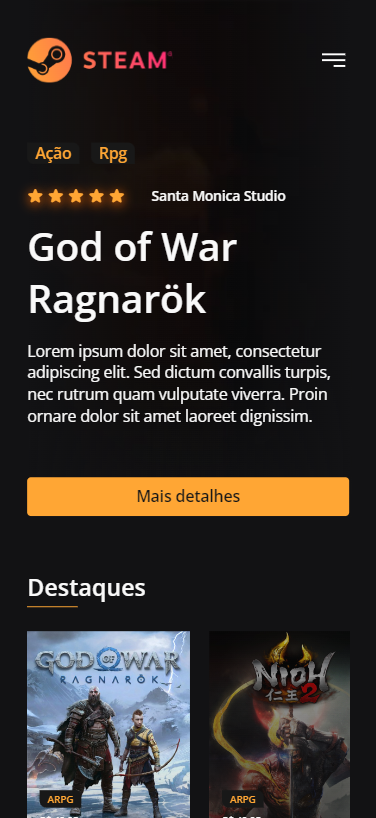 STEAM®
Ação Rpg
Santa Monica Studio
God of War
Ragnarök
Lorem ipsum dolor sit amet, consectetur
adipiscing elit. Sed dictum convallis turpis,
nec rutrum quam vulputate viverra. Proin
ornare dolor sit amet laoreet dignissim.
Mais detalhes
Destaques
GOD OF WAR
RAGNARÖK
NIOH
仁王2
ARPG
ARPG